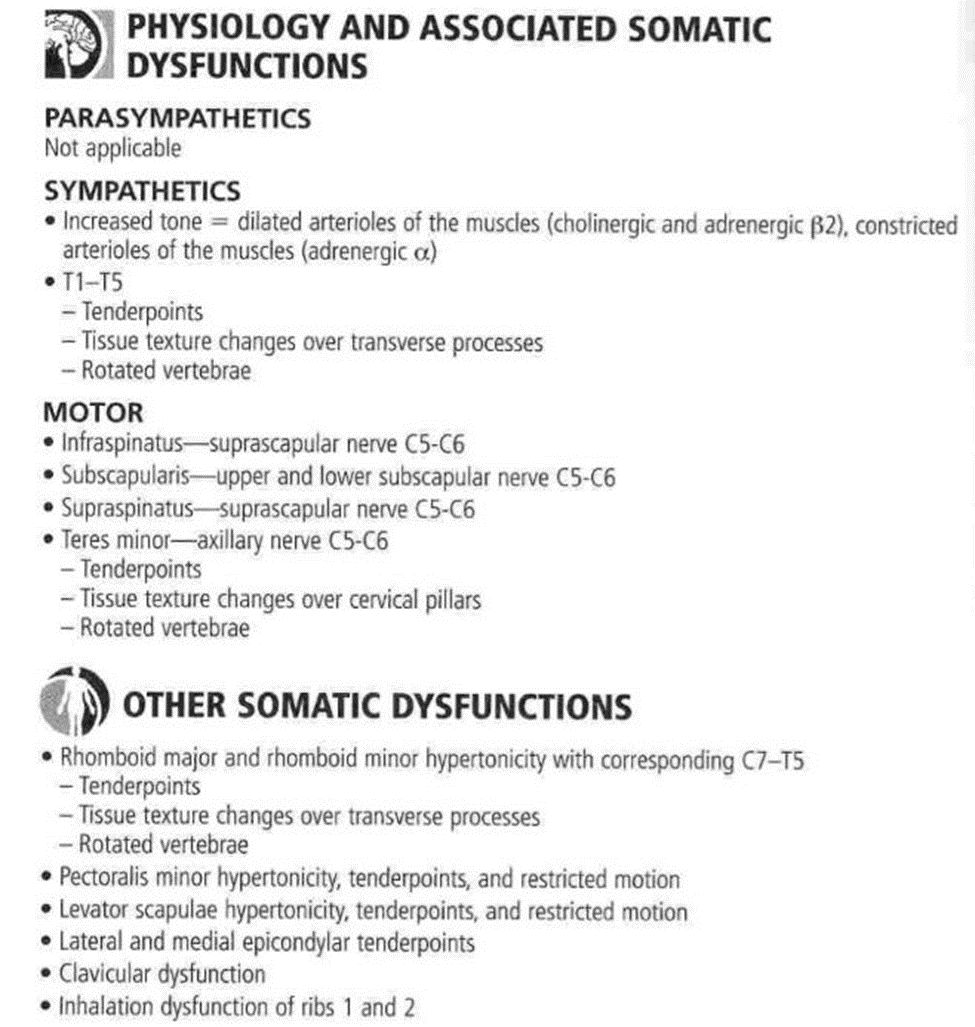 PHYSIOLOGY AND ASSOCIATED SOMATIC
DYSFUNCTIONS
PARASYMPATHETICS
Not applicable
SYMPATHETICS
• Increased tone = dilated arterioles of the muscles (cholinergic and adrenergic β2), constricted
arterioles of the muscles (adrenergic α)
• T1–T5
– Tenderpoints
– Tissue texture changes over transverse processes
– Rotated vertebrae
MOTOR
• Infraspinatus—suprascapular nerve C5-C6
• Subscapularis—upper and lower subscapular nerve C5-C6
• Supraspinatus—suprascapular nerve C5-C6
• Teres minor—axillary nerve C5-C6
– Tenderpoints
– Tissue texture changes over cervical pillars
– Rotated vertebrae
OTHER SOMATIC DYSFUNCTIONS
• Rhomboid major and rhomboid minor hypertonicity with corresponding C7–T5
– Tenderpoints
– Tissue texture changes over transverse processes
– Rotated vertebrae
• Pectoralis minor hypertonicity, tenderpoints, and restricted motion
• Levator scapulae hypertonicity, tenderpoints, and restricted motion
• Lateral and medial epicondylar tenderpoints
• Clavicular dysfunction
• Inhalation dysfunction of ribs 1 and 2